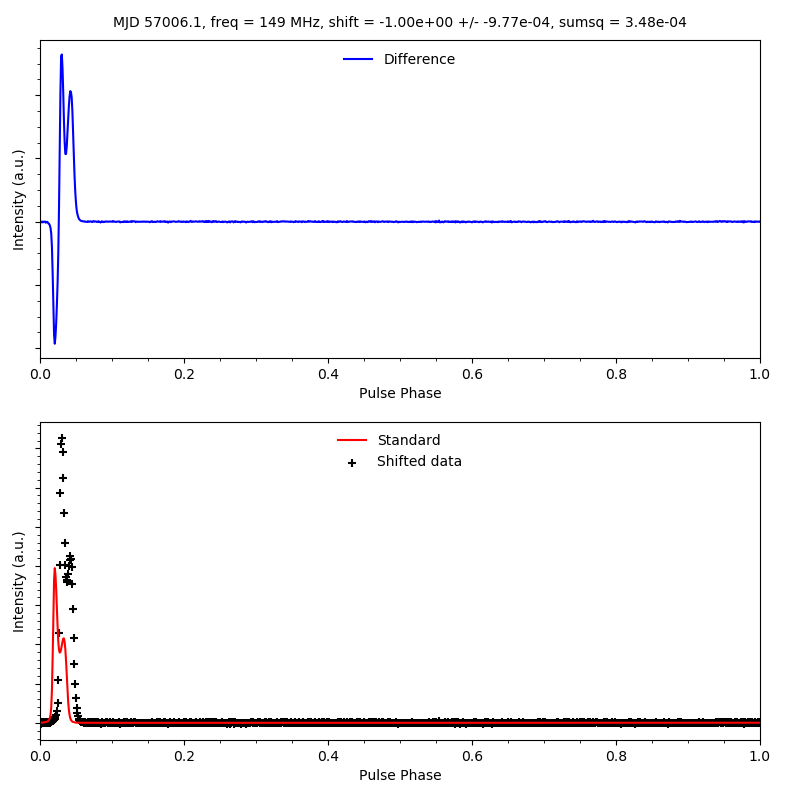 MJD 57006.1, freq = 149 MHz, shift = -1.00e+00 +/- -9.77e-04, sumsq = 3.48e-04
Difference
Intensity (a.u.)
0.0 0.2 0.4 0.6 0.8 1.0
Pulse Phase
Standard
Shifted data
Intensity (a.u.)
0.0 0.2 0.4 0.6 0.8 1.0
Pulse Phase